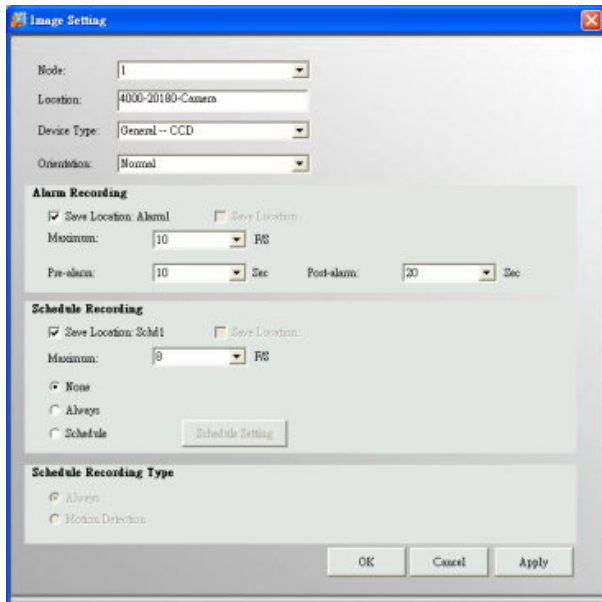 Image Setting
Node: 1
Location: 4000-20180-Camera
Device Type: General -- CCD
Orientation: Normal
Alarm Recording
Save Location: Alarm1 Save Location
Maximum: 10 F/S
Pre-alarm: 10 Sec Post-alarm: 20 Sec
Schedule Recording
Save Location: Schd1 Save Location:
Maximum: 8 F/S
None
Always
Schedule Schedule Setting
Schedule Recording Type
Always
Motion Detection
OK Cancel Apply